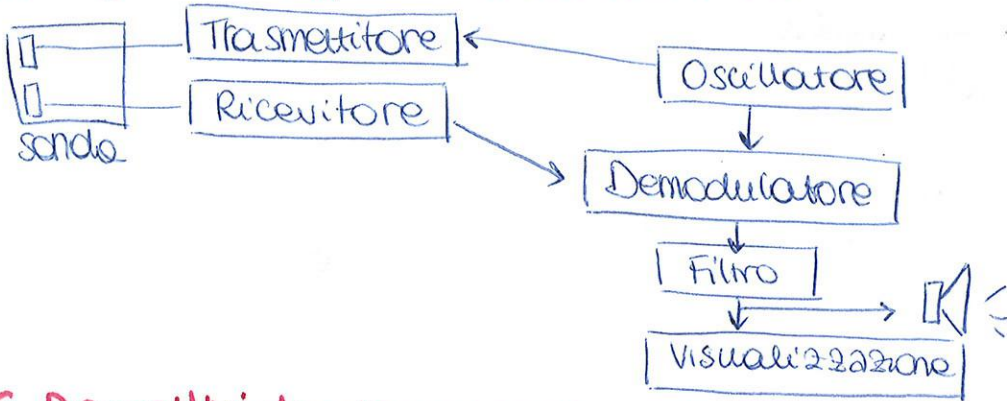 Trasmettitore
Oscillatore
Ricevitore
sonda
Demodulatore
Filtro
Visualizzazione